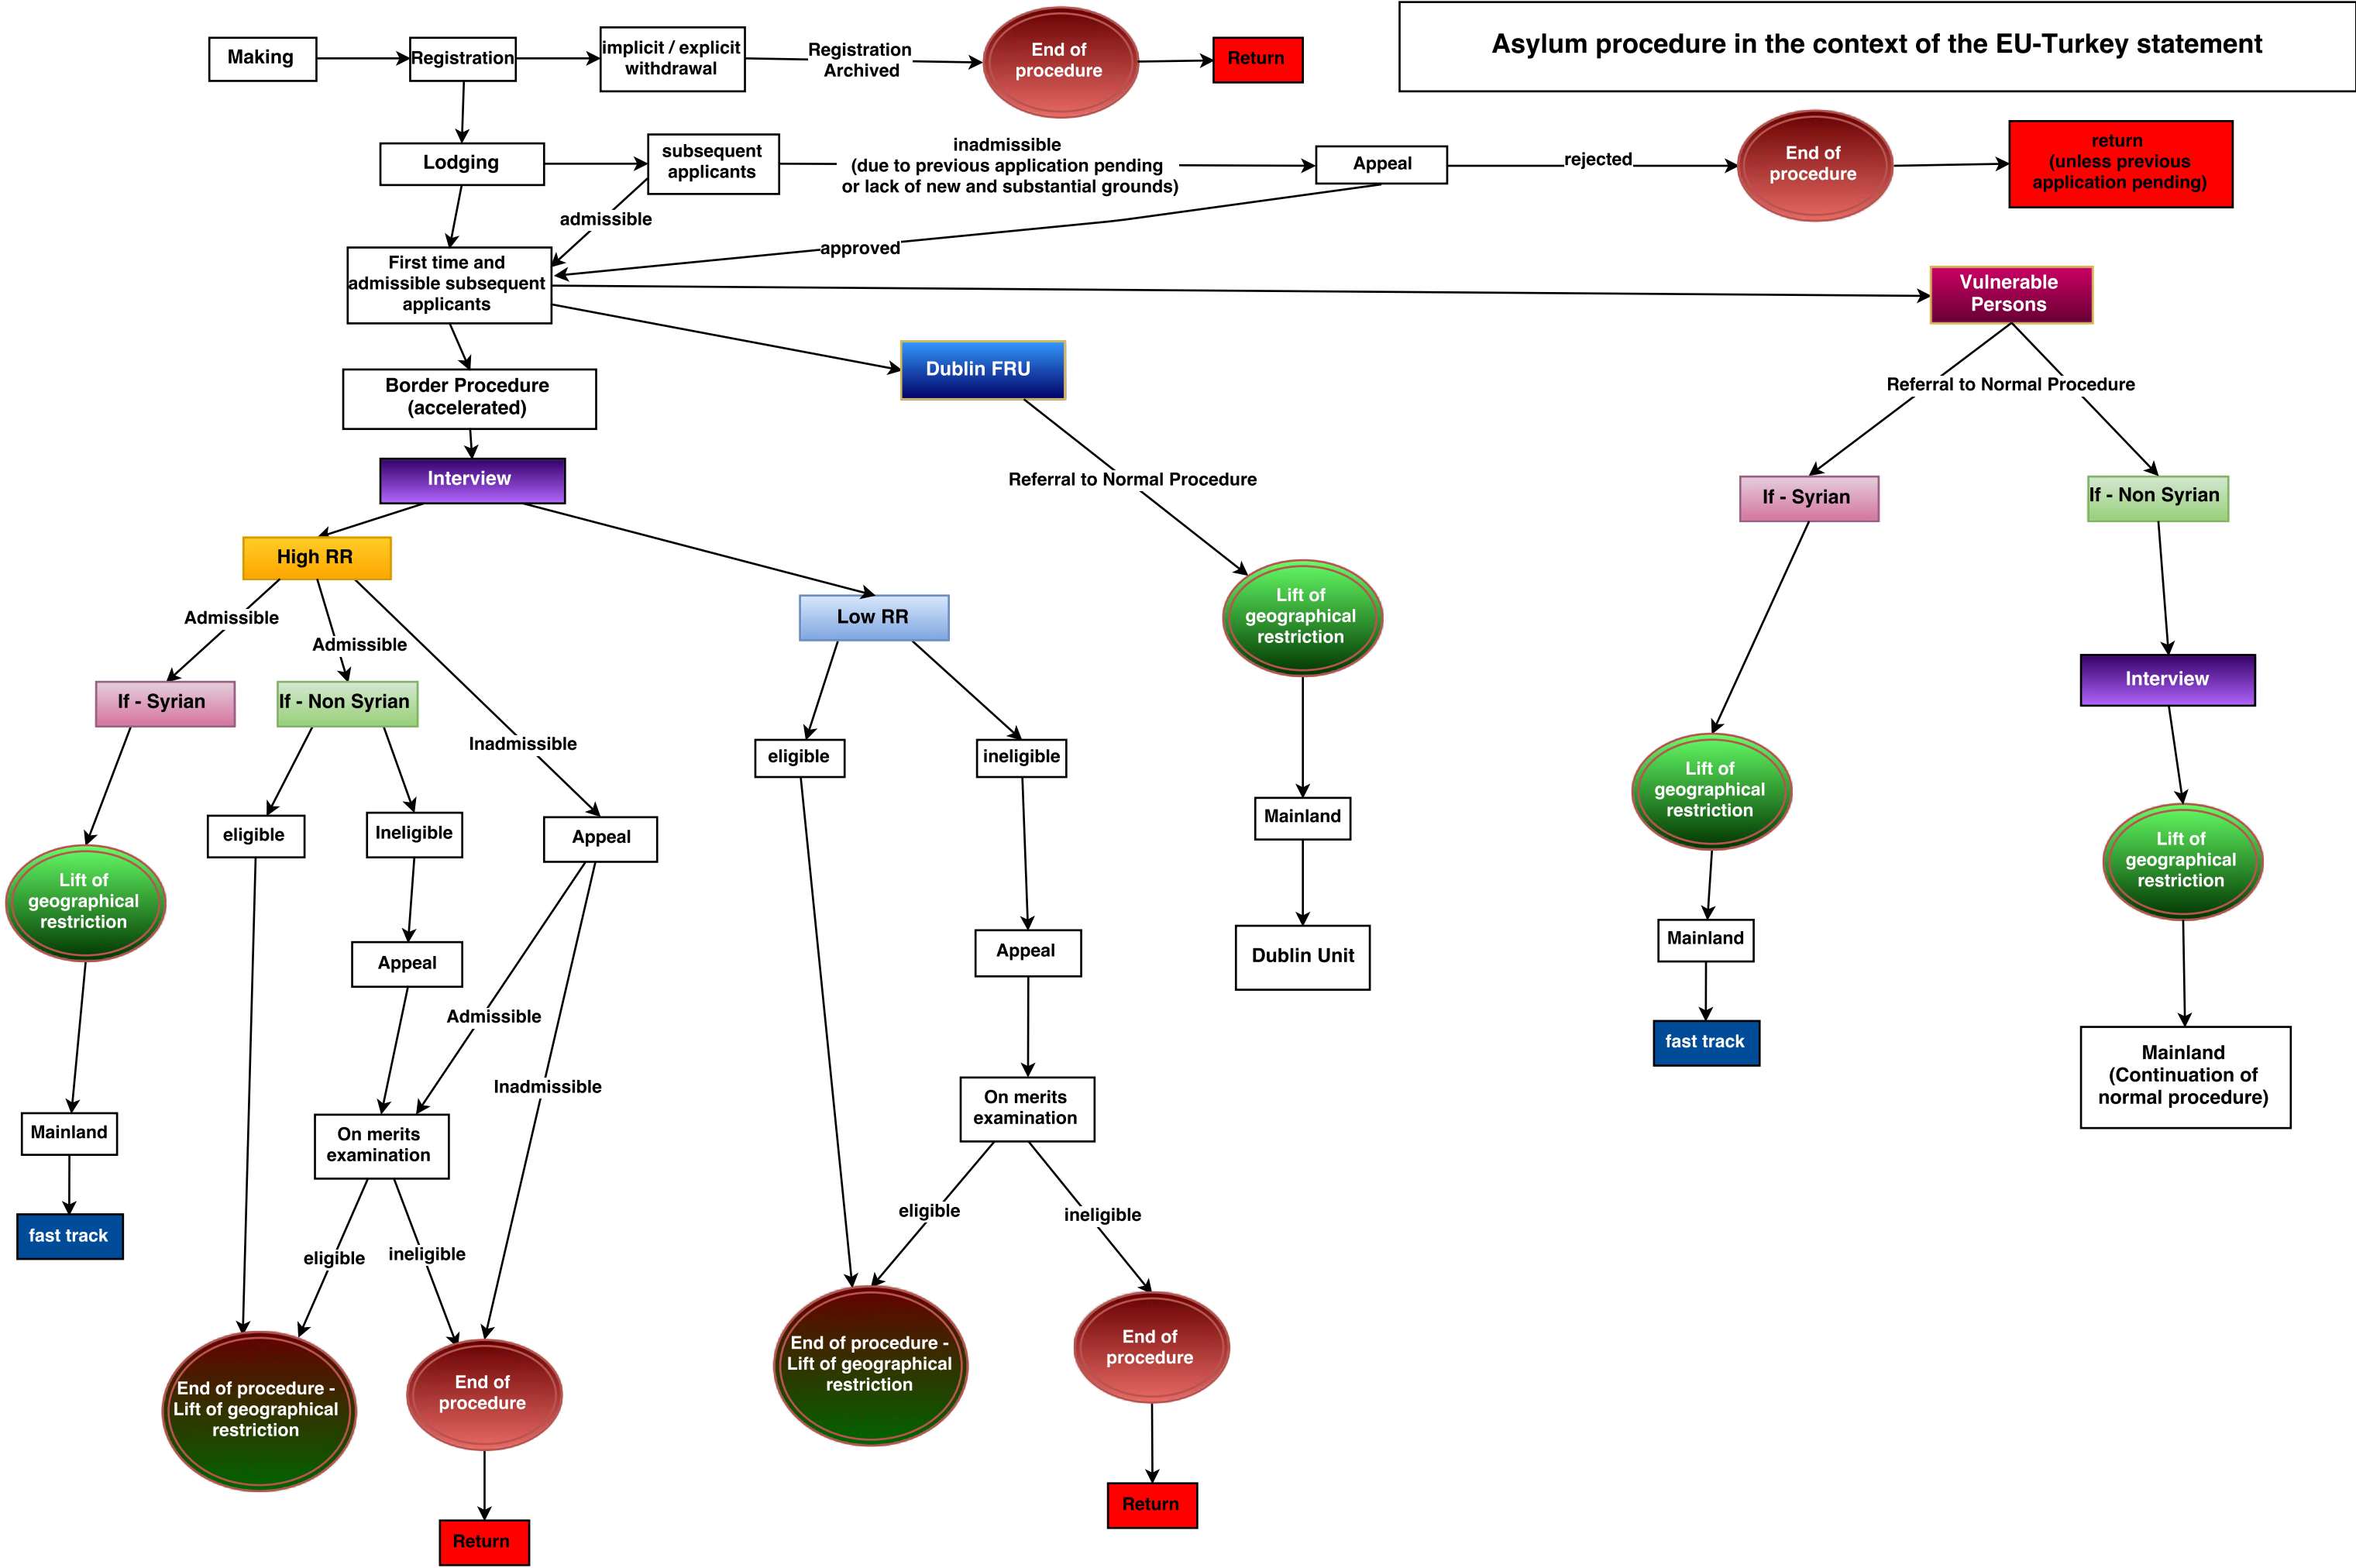 Asylum procedure in the context of the EU-Turkey statement
Making
Registration
implicit / explicit
withdrawal
Registration
Archived
End of
procedure
Return
Lodging
subsequent
applicants
inadmissible
(due to previous application pending
or lack of new and substantial grounds)
Appeal
rejected
End of
procedure
return
(unless previous
application pending)
admissible
approved
First time and
admissible subsequent
applicants
Vulnerable
Persons
Dublin FRU
Border Procedure
(accelerated)
Referral to Normal Procedure
Interview
Referral to Normal Procedure
If - Syrian
If - Non Syrian
High RR
Low RR
Lift of
geographical
restriction
Admissible
Admissible
Inadmissible
If - Syrian
If - Non Syrian
Interview
eligible
ineligible
Lift of
geographical
restriction
Mainland
eligible
Ineligible
Appeal
Lift of
geographical
restriction
Lift of
geographical
restriction
Appeal
Appeal
Dublin Unit
Mainland
Admissible
Inadmissible
fast track
Mainland
(Continuation of
normal procedure)
Mainland
On merits
examination
On merits
examination
fast track
eligible
ineligible
eligible
ineligible
End of procedure -
Lift of geographical
restriction
End of
procedure
End of procedure -
Lift of geographical
restriction
End of
procedure
Return
Return